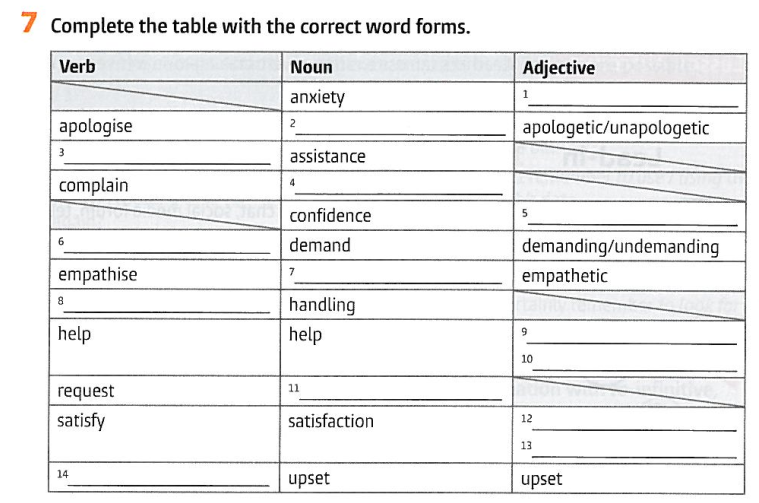 7 Complete the table with the correct word forms.
Verb Noun Adjective
anxiety 1
apologise 2 apologetic/unapologetic
3 assistance
complain 4
confidence 5
6 demand demanding/undemanding
empathise 7 empathetic
8 handling
help help 9
10
request 11
satisfy satisfaction 12
13
14 upset upset